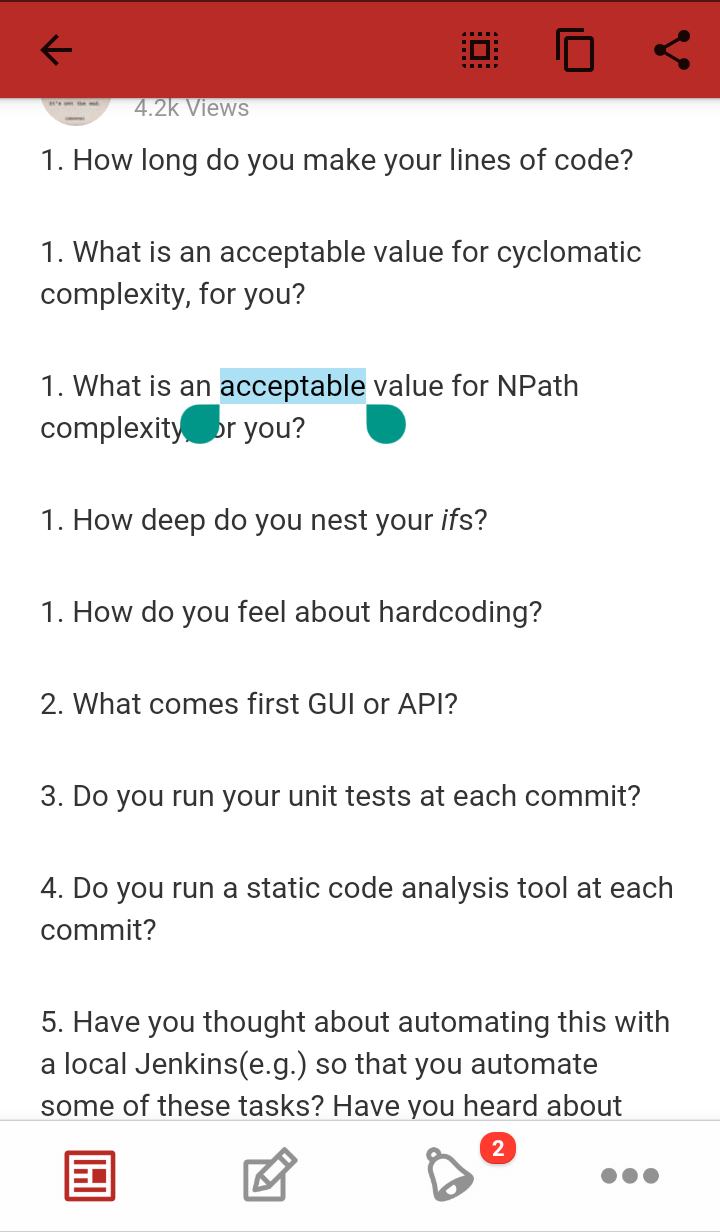 It's not the end.
4.2k Views
1. How long do you make your lines of code?
1. What is an acceptable value for cyclomatic
complexity, for you?
1. What is an acceptable value for NPath
complexity, or you?
1. How deep do you nest your ifs?
1. How do you feel about hardcoding?
2. What comes first GUI or API?
3. Do you run your unit tests at each commit?
4. Do you run a static code analysis tool at each
commit?
5. Have you thought about automating this with
a local Jenkins(e.g.) so that you automate
some of these tasks? Have you heard about
2